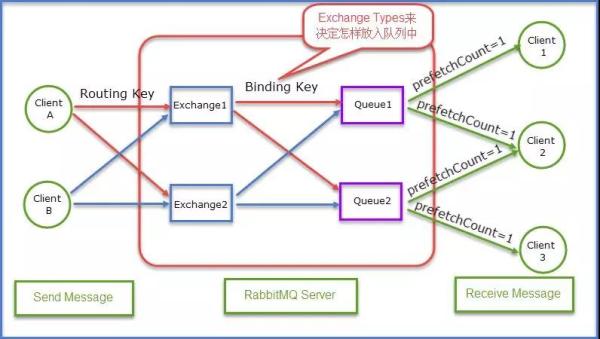 Exchange Types来
决定怎样放入队列中
Routing Key
Binding Key
Client
A
Client
B
Exchange1
Exchange2
Queue1
Queue2
prefetchCount=1
prefetchCount=1
prefetchCount=1
prefetchCount=1
Client
1
Client
2
Client
3
Send Message
RabbitMQ Server
Receive Message